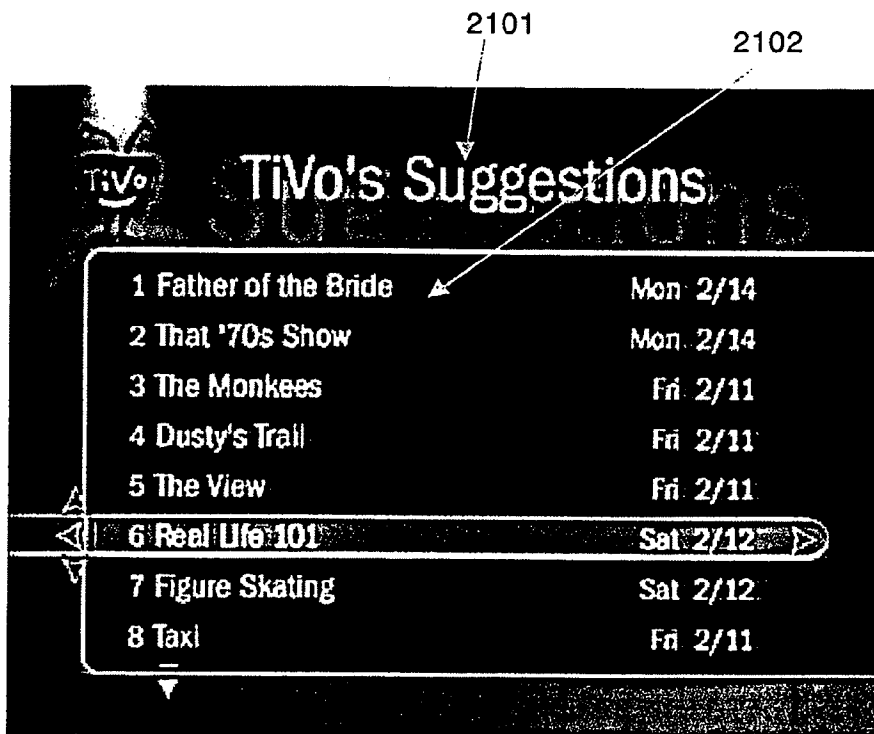 2101
2102
TiVo
TiVo's Suggestions
1 Father of the Bride Mon 2/14
2 That '70s Show Mon 2/14
3 The Monkees Fri 2/11
4 Dusty's Trail Fri 2/11
5 The View Fri 2/11
6 Real Life 101 Sat 2/12
7 Figure Skating Sat 2/12
8 Taxi Fri 2/11